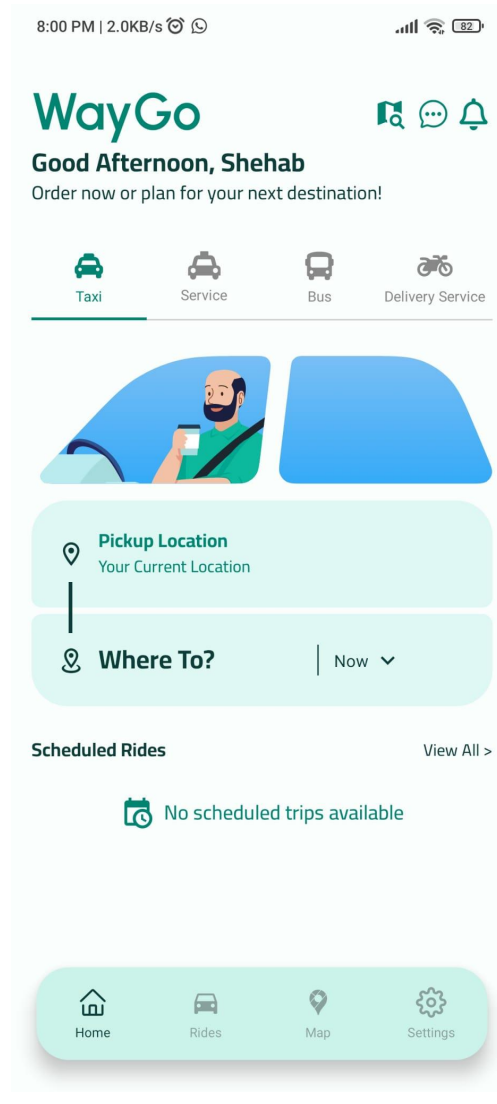 8:00 PM | 2.0KB/s
82
WayGo
Good Afternoon, Shehab
Order now or plan for your next destination!
Taxi Service Bus Delivery Service
Pickup Location
Your Current Location
Where To? Now
Scheduled Rides View All >
No scheduled trips available
Home Rides Map Settings